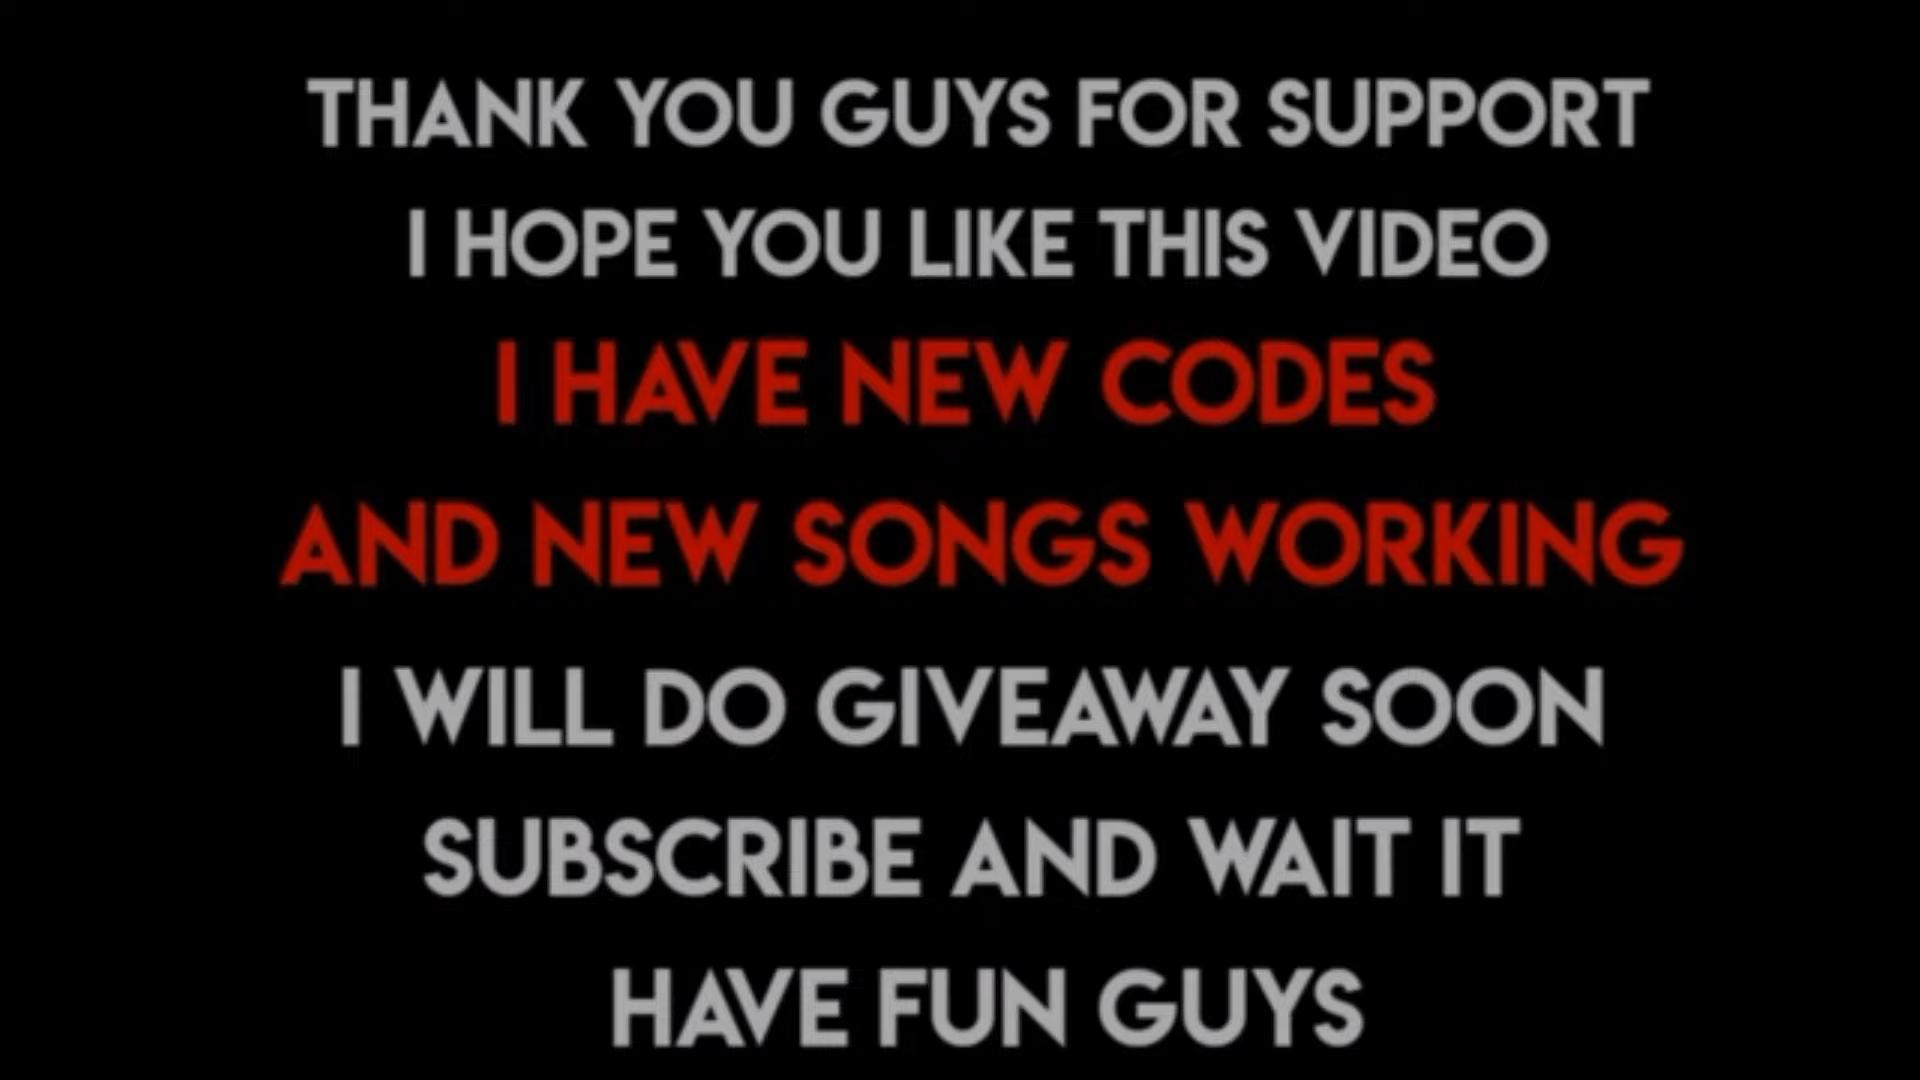 THANK YOU GUYS FOR SUPPORT
I HOPE YOU LIKE THIS VIDEO
I HAVE NEW CODES
AND NEW SONGS WORKING
I WILL DO GIVEAWAY SOON
SUBSCRIBE AND WAIT IT
HAVE FUN GUYS